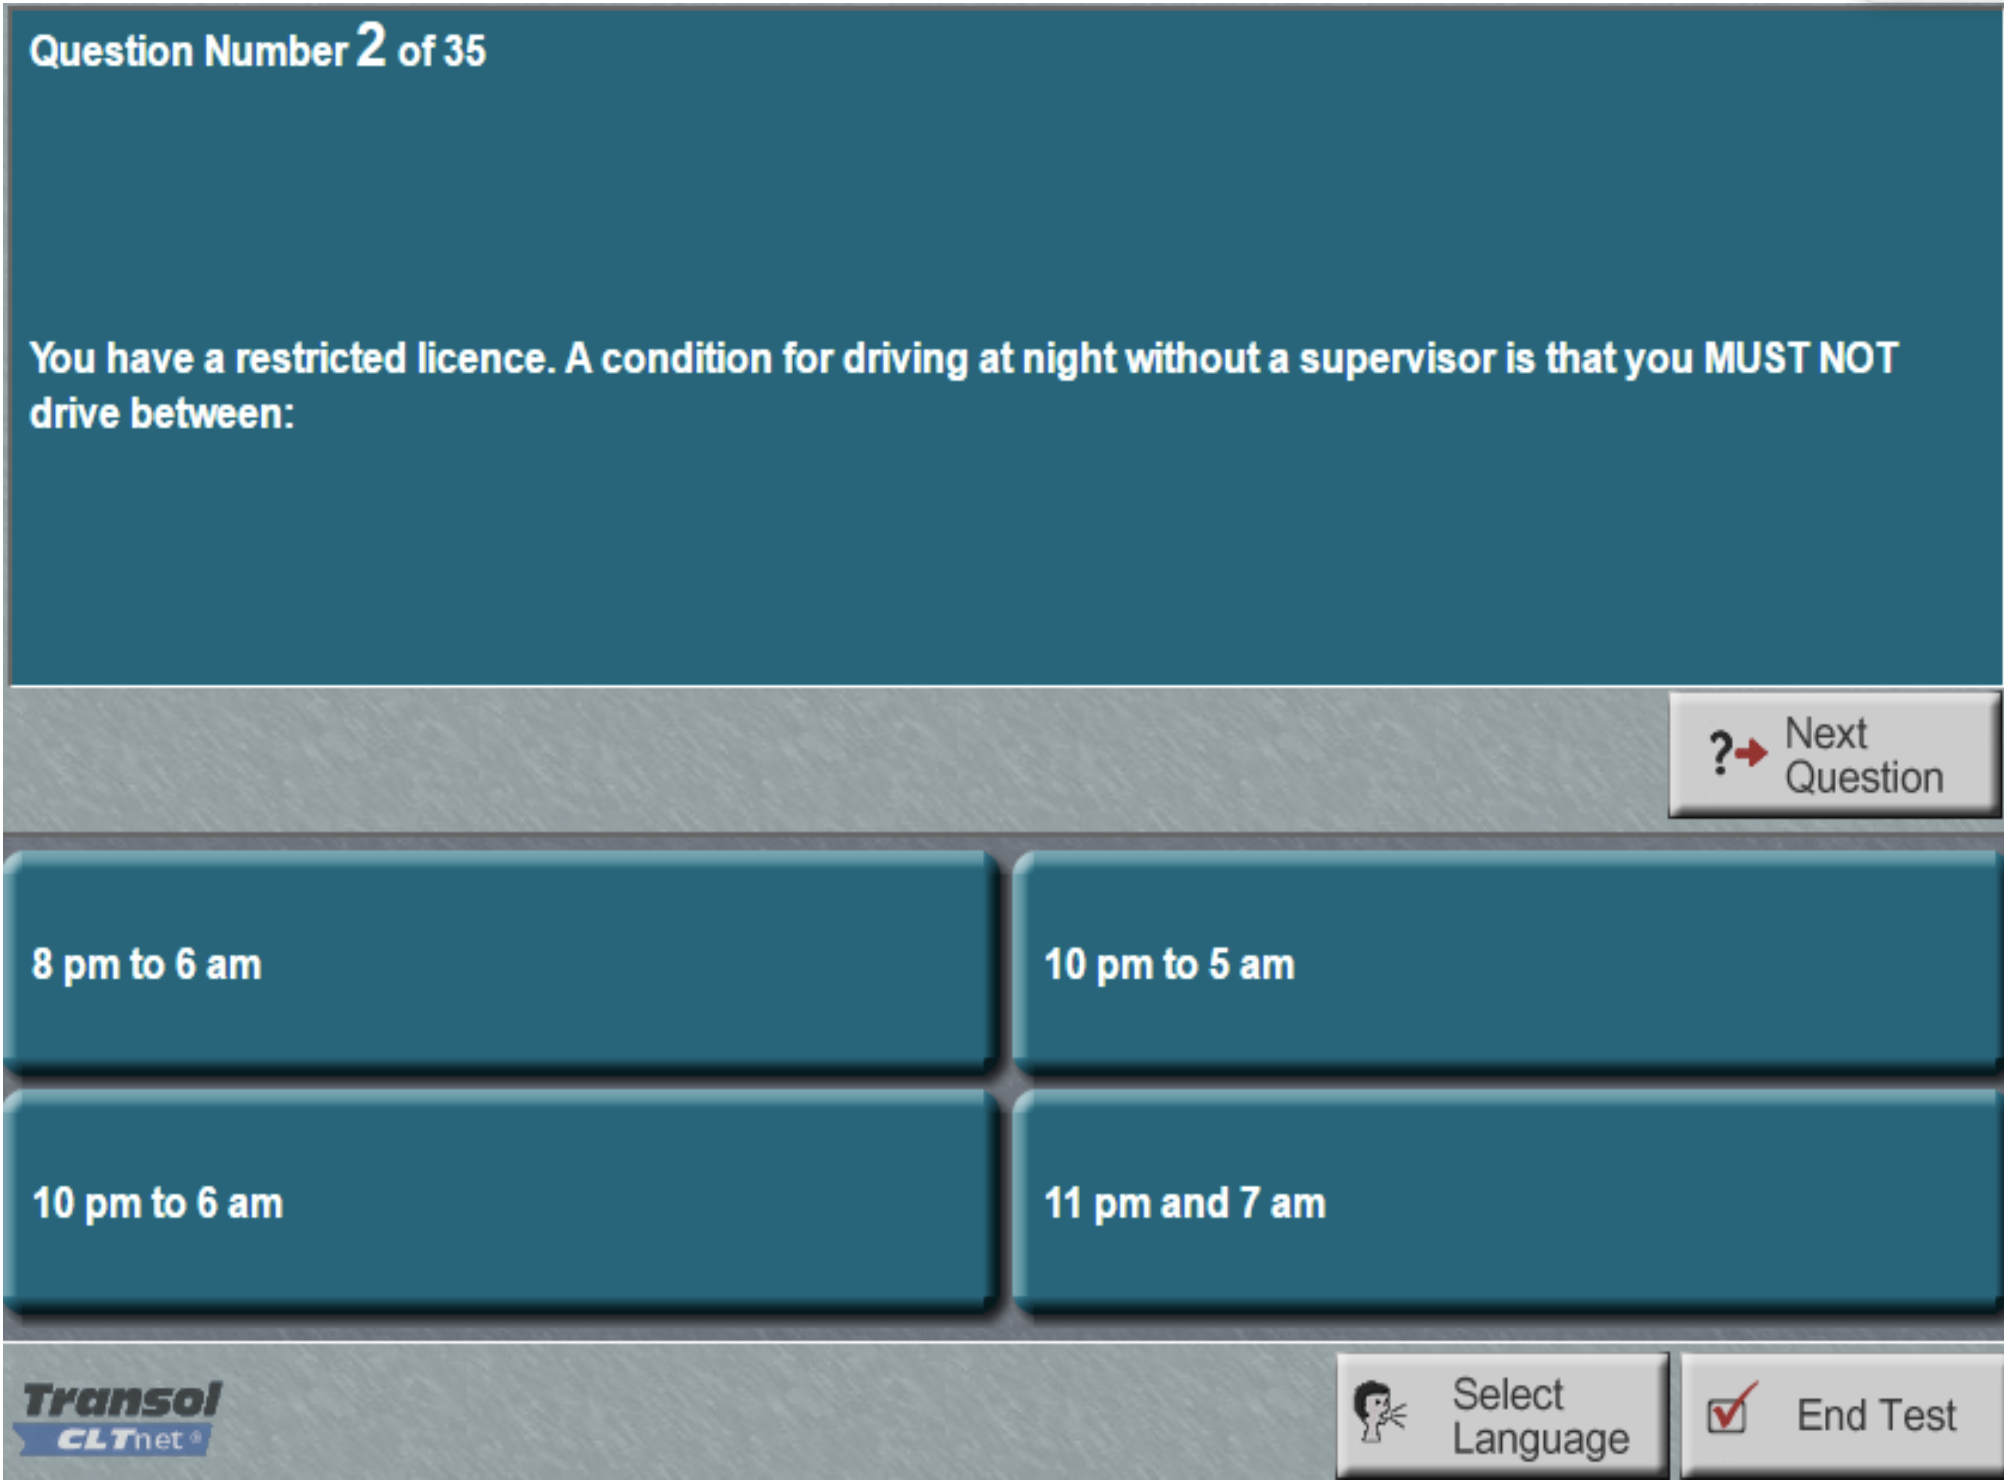 Question Number 2 of 35
You have a restricted licence. A condition for driving at night without a supervisor is that you MUST NOT
drive between:
?
Next
Question
8 pm to 6 am
10 pm to 5 am
10 pm to 6 am
11 pm and 7 am
Transol
CLTnet®
Select
Language
End Test